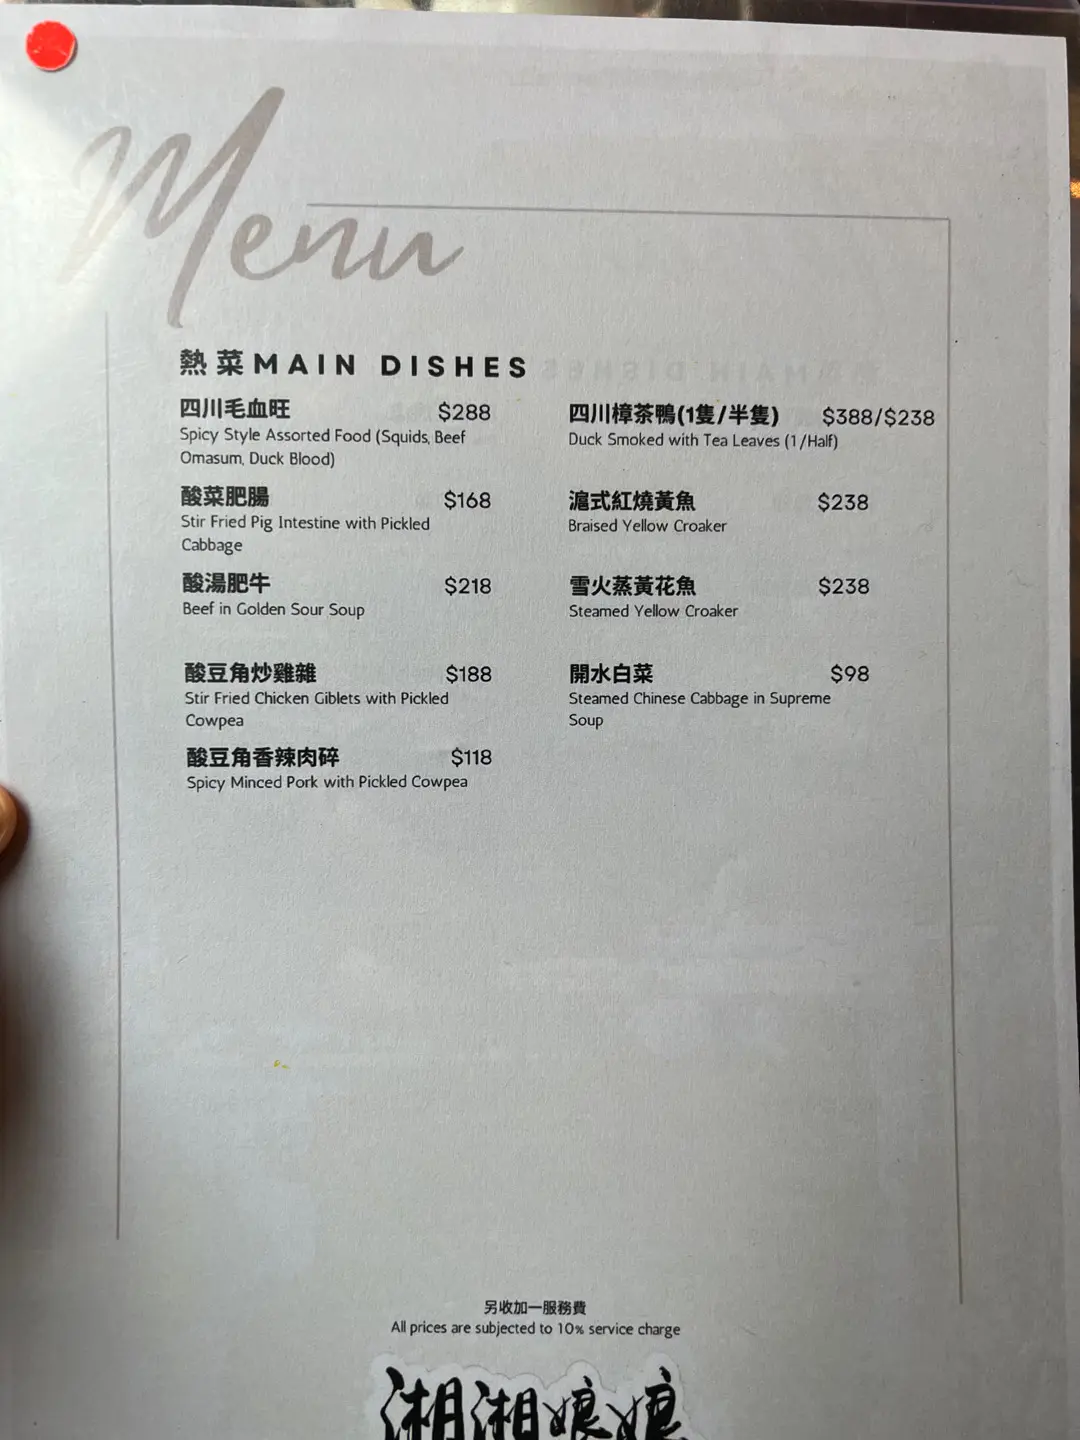 Menu
熱菜MAIN DISHES
四川毛血旺 $288
Spicy Style Assorted Food (Squids, Beef
Omasum, Duck Blood)
酸菜肥腸 $168
Stir Fried Pig Intestine with Pickled
Cabbage
酸湯肥牛 $218
Beef in Golden Sour Soup
酸豆角炒雞雜 $188
Stir Fried Chicken Giblets with Pickled
Cowpea
酸豆角香辣肉碎 $118
Spicy Minced Pork with Pickled Cowpea
四川樟茶鴨(1隻/半隻) $388/$238
Duck Smoked with Tea Leaves (1/Half)
滬式紅燒黃魚 $238
Braised Yellow Croaker
雪火蒸黃花魚 $238
Steamed Yellow Croaker
開水白菜 $98
Steamed Chinese Cabbage in Supreme
Soup
另收加一服務費
All prices are subjected to 10% service charge
湘湘娘娘